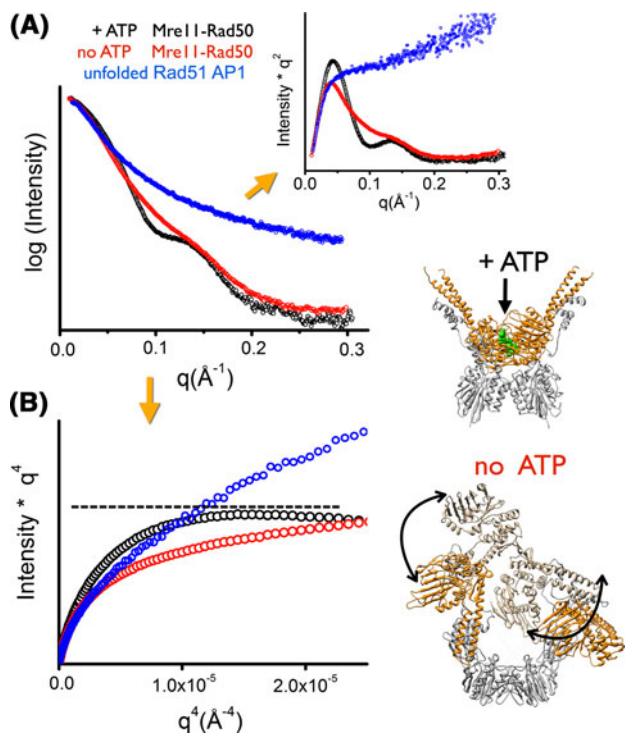 (A)
+ ATP Mre11-Rad50
no ATP Mre11-Rad50
unfolded Rad51 AP1
log (Intensity)
0.0 0.1 0.2 0.3
q(Å⁻¹)
Intensity * q²
0.0 0.1 0.2 0.3
q(Å⁻¹)
+ ATP
(B)
Intensity * q⁴
0.0 1.0x10⁻⁵ 2.0x10⁻⁵
q⁴(Å⁻⁴)
no ATP